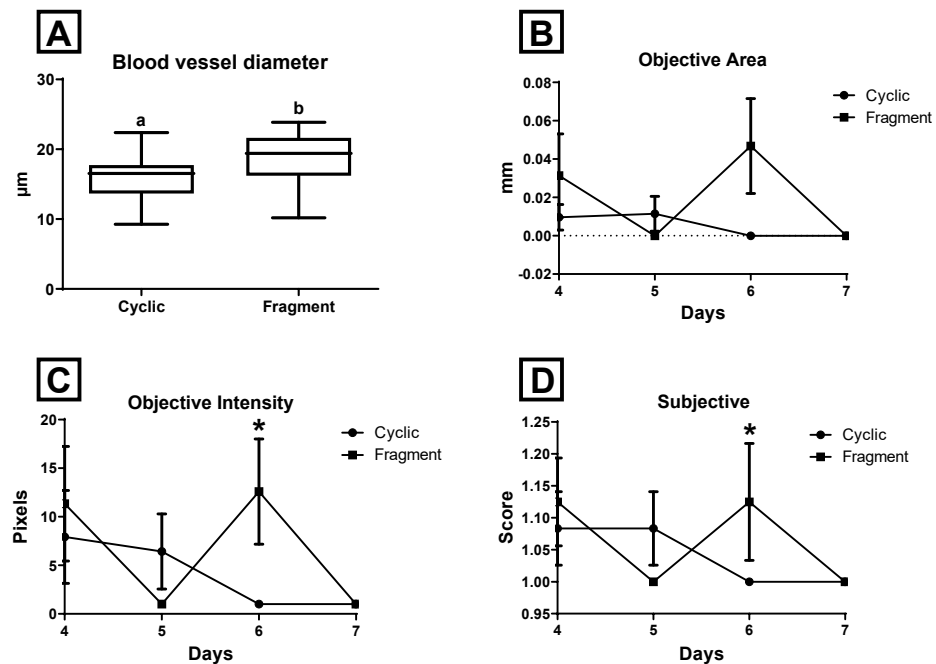 A
Blood vessel diameter
30
20
10
0
µm
a
b
Cyclic
Fragment
B
Objective Area
0.08
0.06
0.04
0.02
0.00
-0.02
mm
4
5
6
7
Days
Cyclic
Fragment
C
Objective Intensity
20
15
10
5
0
Pixels
*
4
5
6
7
Days
Cyclic
Fragment
D
Subjective
1.25
1.20
1.15
1.10
1.05
1.00
0.95
Score
*
4
5
6
7
Days
Cyclic
Fragment